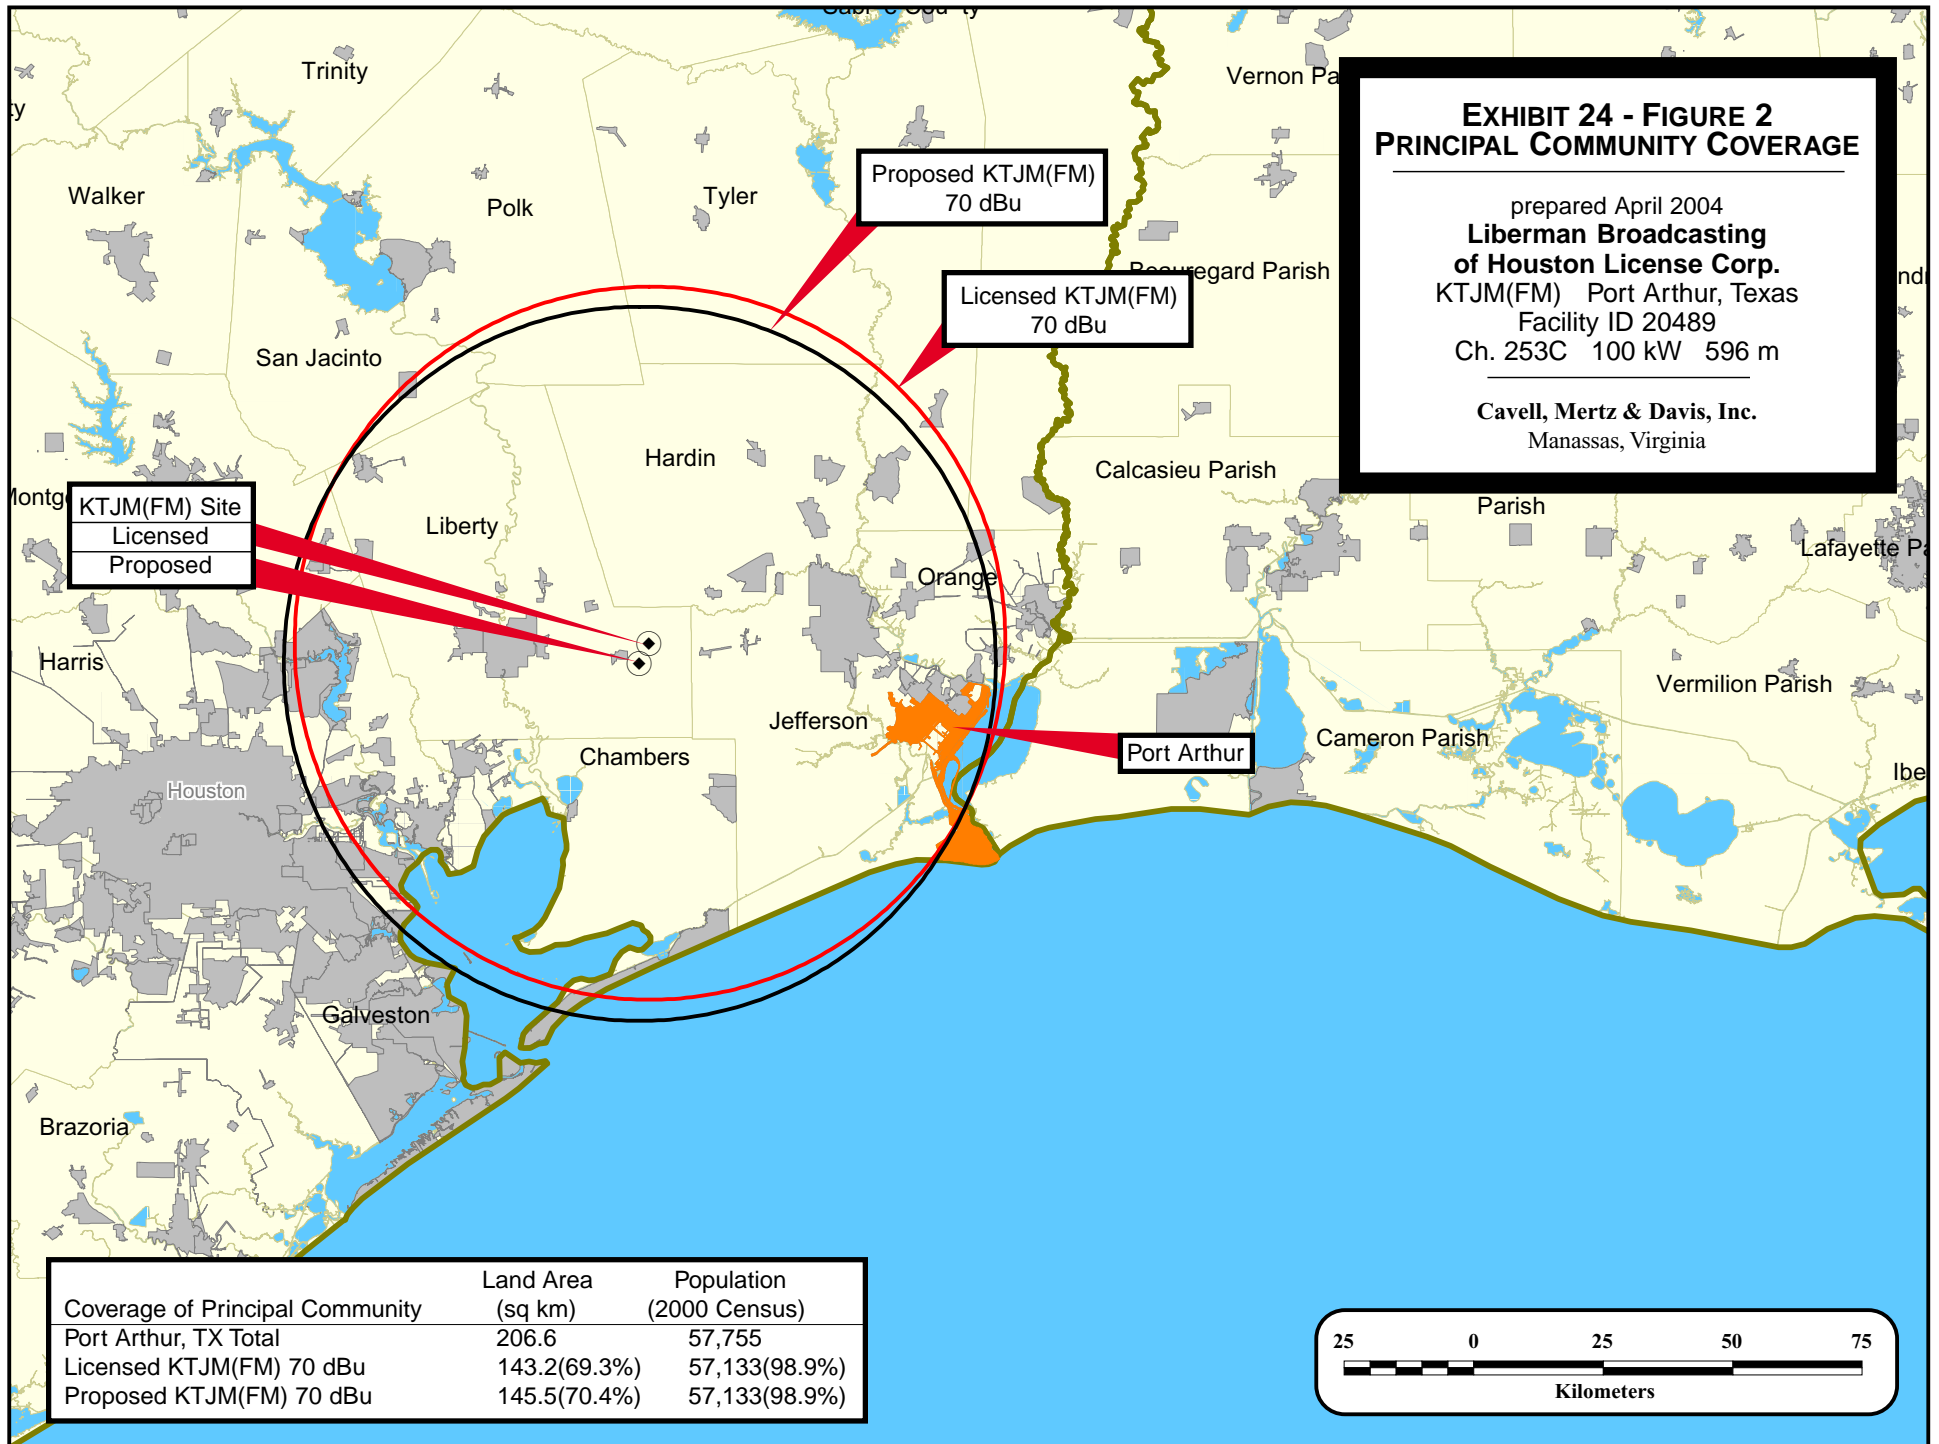 Trinity
Vernon Pa
ty
EXHIBIT 24 - FIGURE 2
PRINCIPAL COMMUNITY COVERAGE
prepared April 2004
Liberman Broadcasting
of Houston License Corp.
KTJM(FM) Port Arthur, Texas
Facility ID 20489
Ch. 253C 100 kW 596 m
Cavell, Mertz & Davis, Inc.
Manassas, Virginia
Walker
Polk
Tyler
Proposed KTJM(FM)
70 dBu
Beauregard Parish
Licensed KTJM(FM)
70 dBu
San Jacinto
Hardin
Calcasieu Parish
Parish
KTJM(FM) Site
Licensed
Proposed
Liberty
Orange
Lafayette Pa
Harris
Jefferson
Vermilion Parish
Chambers
Port Arthur
Cameron Parish
Ibe
Houston
Galveston
Brazoria
Coverage of Principal Community Land Area (sq km) Population (2000 Census)
Port Arthur, TX Total 206.6 57,755
Licensed KTJM(FM) 70 dBu 143.2(69.3%) 57,133(98.9%)
Proposed KTJM(FM) 70 dBu 145.5(70.4%) 57,133(98.9%)
25 0 25 50 75
Kilometers